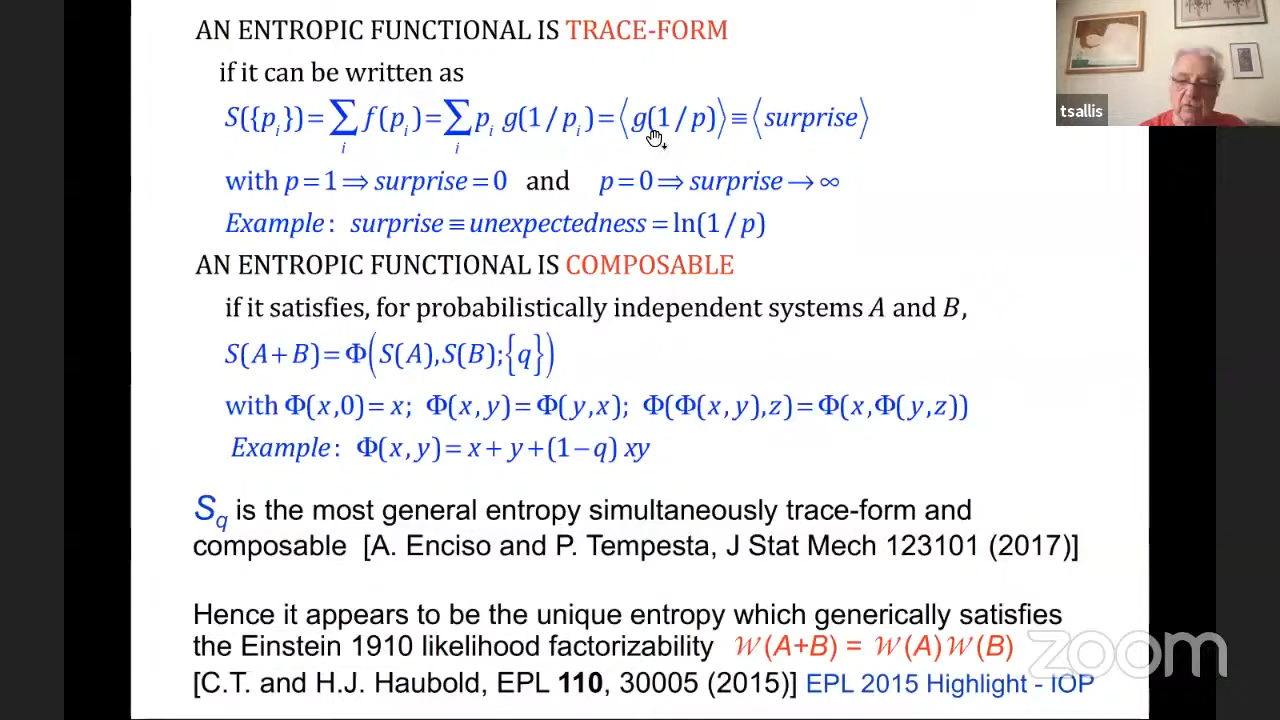 AN ENTROPIC FUNCTIONAL IS TRACE-FORM
if it can be written as
S({p_i}) = ∑_i f(p_i) = ∑_i p_i g(1/p_i) = ⟨g(1/p)⟩ ≡ ⟨surprise⟩
with p = 1 ⇒ surprise = 0 and p = 0 ⇒ surprise → ∞
Example: surprise ≡ unexpectedness = ln(1/p)
AN ENTROPIC FUNCTIONAL IS COMPOSABLE
if it satisfies, for probabilistically independent systems A and B,
S(A+B) = Φ(S(A),S(B);{q})
with Φ(x,0) = x; Φ(x,y) = Φ(y,x); Φ(Φ(x,y),z) = Φ(x,Φ(y,z))
Example: Φ(x,y) = x + y + (1−q) xy
S_q is the most general entropy simultaneously trace-form and
composable [A. Enciso and P. Tempesta, J Stat Mech 123101 (2017)]
Hence it appears to be the unique entropy which generically satisfies
the Einstein 1910 likelihood factorizability W(A+B) = W(A)W(B)
[C.T. and H.J. Haubold, EPL 110, 30005 (2015)] EPL 2015 Highlight - IOP
tsallis
zoom